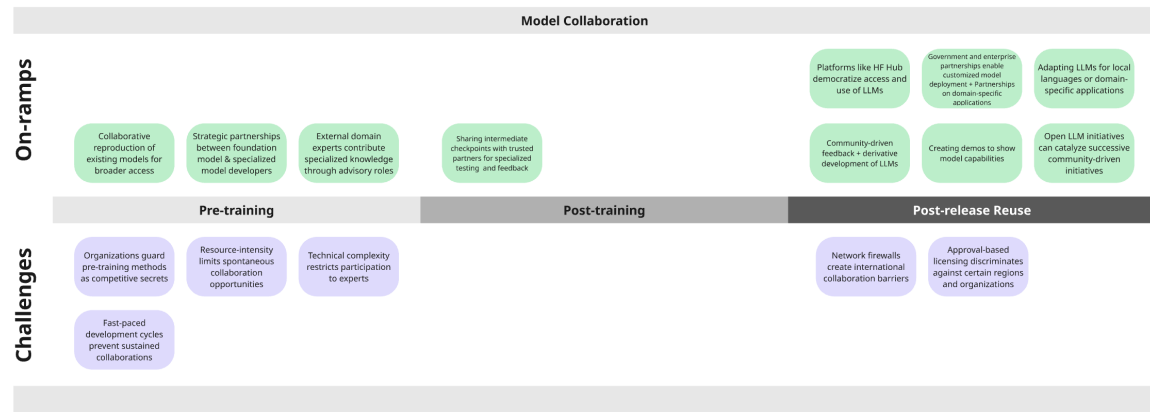 Model Collaboration
On-ramps
Platforms like HF Hub
democratize access and
use of LLMs
Government and enterprise
partnerships enable
customized model
deployment + Partnerships
on domain-specific
applications
Adapting LLMs for local
languages or domain-
specific applications
Collaborative
reproduction of
existing models for
broader access
Strategic partnerships
between foundation
model & specialized
model developers
External domain
experts contribute
specialized knowledge
through advisory roles
Sharing intermediate
checkpoints with trusted
partners for specialized
testing and feedback
Community-driven
feedback + derivative
development of LLMs
Creating demos to show
model capabilities
Open LLM initiatives
can catalyze successive
community-driven
initiatives
Pre-training
Post-training
Post-release Reuse
Challenges
Organizations guard
pre-training methods
as competitive secrets
Resource-intensity
limits spontaneous
collaboration
opportunities
Technical complexity
restricts participation
to experts
Network firewalls
create international
collaboration barriers
Approval-based
licensing discriminates
against certain regions
and organizations
Fast-paced
development cycles
prevent sustained
collaborations